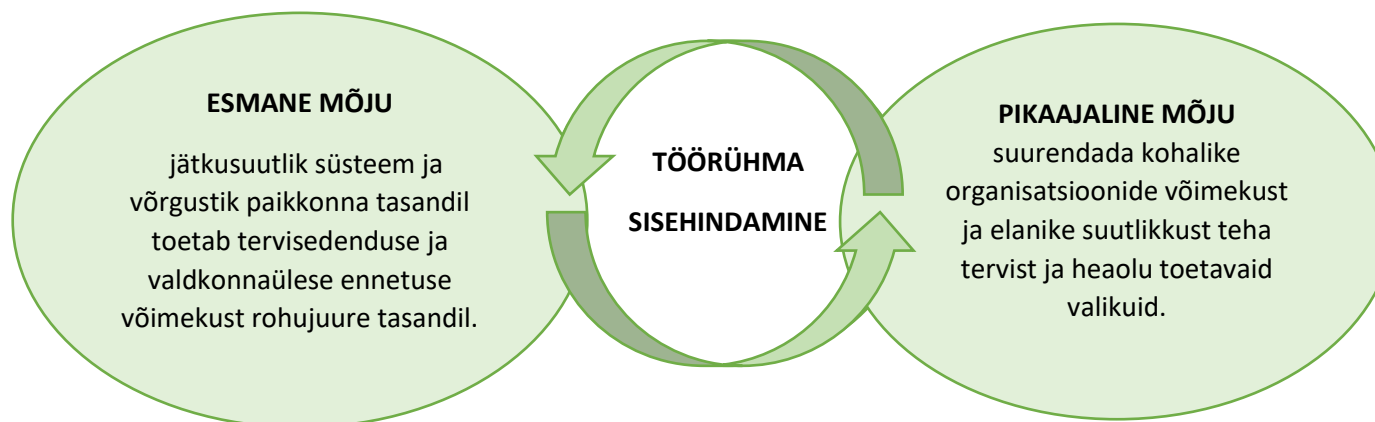 ESMANE MÕJU
jätkusuutlik süsteem ja
võrgustik paikkonna tasandil
toetab tervisedenduse ja
valdkonnaülese ennetuse
võimekust rohujuure tasandil.
TÖÖRÜHMA
SISEHINDAMINE
PIKAAJALINE MÕJU
suurendada kohalike
organisatsioonide võimekust
ja elanike suutlikkust teha
tervist ja heaolu toetavaid
valikuid.